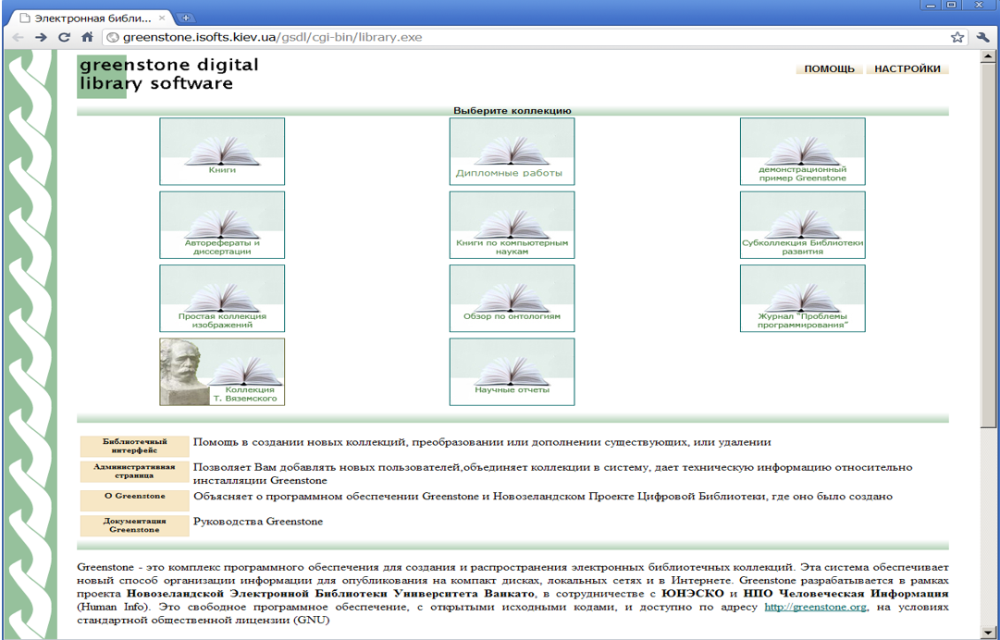 Электронная библи...
greenstone.isofts.kiev.ua/gsdl/cgi-bin/library.exe
greenstone digital
library software
ПОМОЩЬ НАСТРОЙКИ
Выберите коллекцию
Книги
Дипломные работы
демонстрационный
пример Greenstone
Авторефераты и
диссертации
Книги по компьютерным
наукам
Субколлекция Библиотеки
развития
Простая коллекция
изображений
Обзор по онтологиям
Журнал "Проблемы
программирования"
Коллекция
Т. Вяземского
Научные отчеты
Библиотечный
интерфейс
Помощь в создании новых коллекций, преобразовании или дополнении существующих, или удалении
Административная
страница
Позволяет Вам добавлять новых пользователей,объединяет коллекции в систему, дает техническую информацию относительно
инсталляции Greenstone
О Greenstone
Объясняет о программном обеспечении Greenstone и Новозеландском Проекте Цифровой Библиотеки, где оно было создано
Документация
Greenstone
Руководства Greenstone
Greenstone - это комплекс программного обеспечения для создания и распространения электронных библиотечных коллекций. Эта система обеспечивает
новый способ организации информации для опубликования на компакт дисках, локальных сетях и в Интернете. Greenstone разрабатывается в рамках
проекта Новозеландской Электронной Библиотеки Университета Ваикато, в сотрудничестве с ЮНЭСКО и НПО Человеческая Информация
(Human Info). Это свободное программное обеспечение, с открытыми исходными кодами, и доступно по адресу http://greenstone.org, на условиях
стандартной общественной лицензии (GNU)